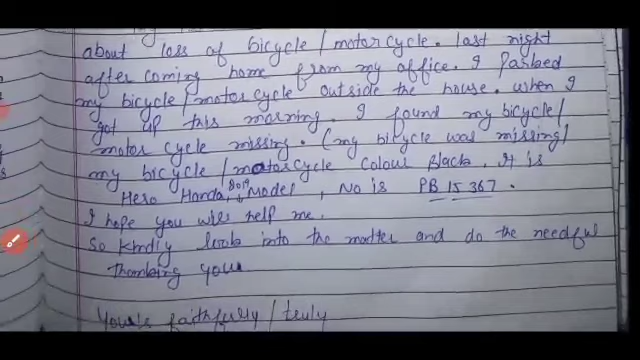 about loss of bicycle / motorcycle. last night
after coming home from my office. I Parked
my bicycle / motorcycle outside the house. when I
got up this morning. I found my bicycle /
motor cycle missing. (my bicycle was missing)
my bicycle / motorcycle colour Black. It is
Hero Honda, 2019 Model, No is PB 15 367.
I hope you will help me.
So kindly look into the matter and do the needful
Thanking you
Your's faithfully / truly